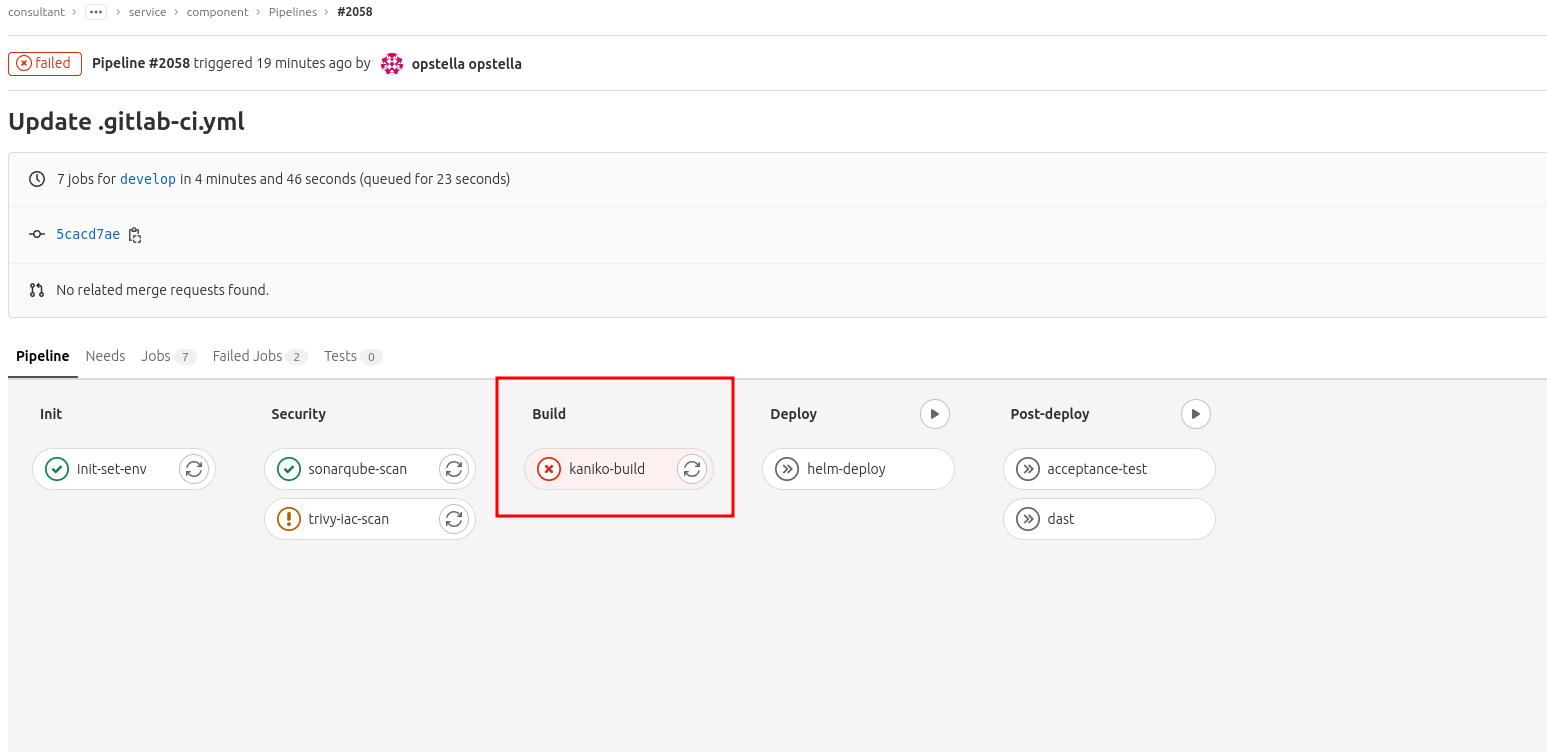 consultant › ••• › service › component › Pipelines › #2058
failed Pipeline #2058 triggered 19 minutes ago by opstella opstella
Update .gitlab-ci.yml
7 jobs for develop in 4 minutes and 46 seconds (queued for 23 seconds)
5cacd7ae
No related merge requests found.
Pipeline Needs Jobs 7 Failed Jobs 2 Tests 0
Init
init-set-env
Security
sonarqube-scan
trivy-iac-scan
Build
kaniko-build
Deploy
helm-deploy
Post-deploy
acceptance-test
dast